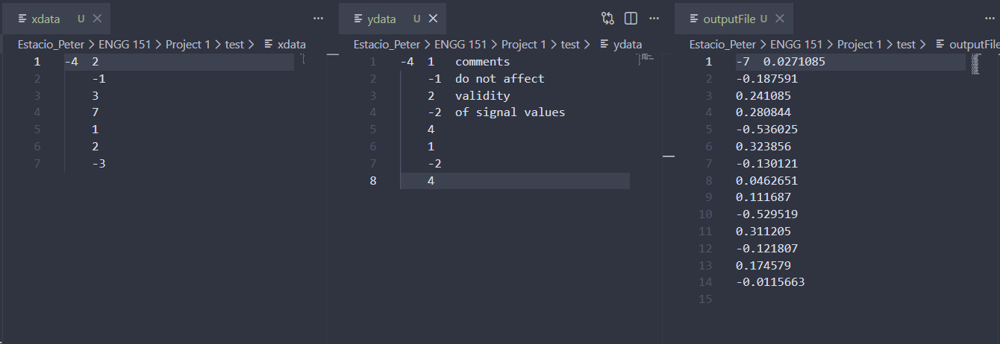 xdata U
Estacio_Peter > ENGG 151 > Project 1 > test > xdata
1 -4 2
2 -1
3 3
4 7
5 1
6 2
7 -3
ydata U
Estacio_Peter > ENGG 151 > Project 1 > test > ydata
1 -4 1 comments
2 -1 do not affect
3 2 validity
4 -2 of signal values
5 4
6 1
7 -2
8 4
outputFile U
Estacio_Peter > ENGG 151 > Project 1 > test > outputFile
1 -7 0.0271085
2 -0.187591
3 0.241085
4 0.280844
5 -0.536025
6 0.323856
7 -0.130121
8 0.0462651
9 0.111687
10 -0.529519
11 0.311205
12 -0.121807
13 0.174579
14 -0.0115663
15